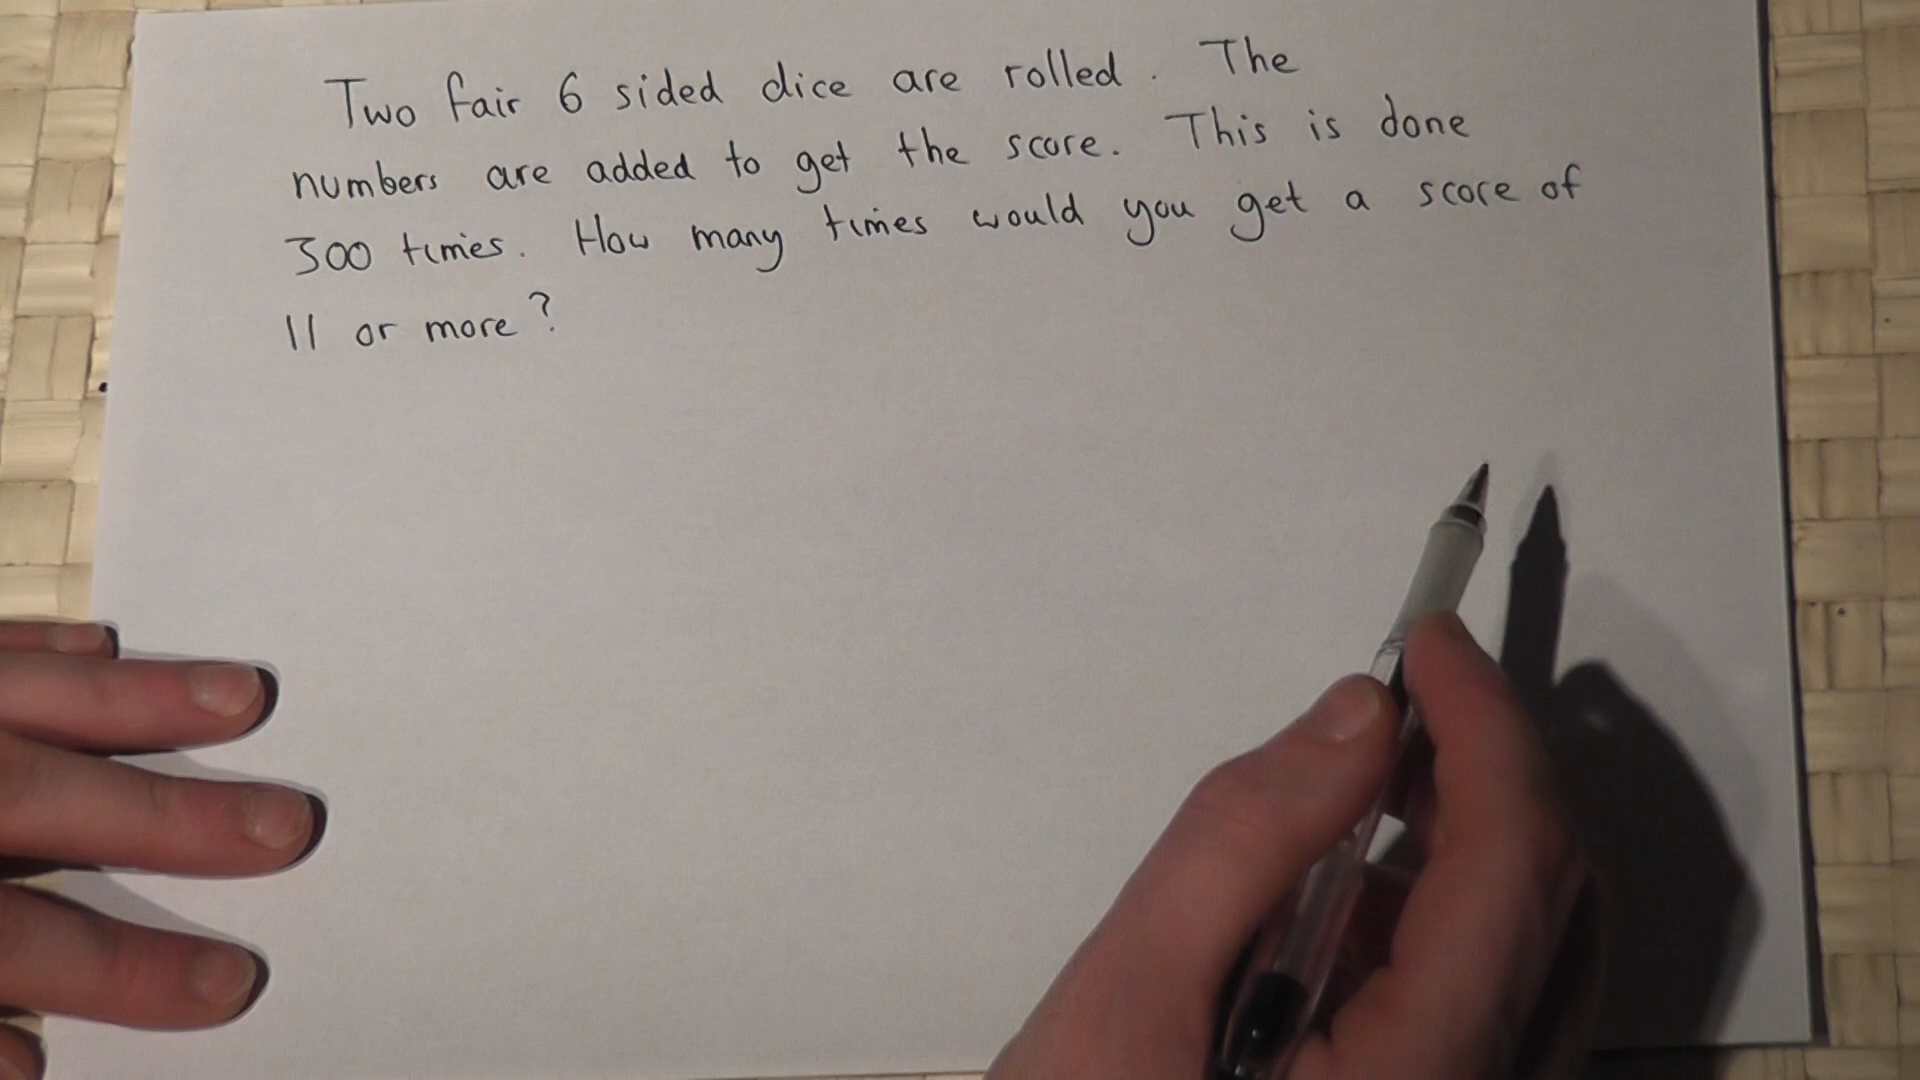 Two fair 6 sided dice are rolled. The
numbers are added to get the score. This is done
300 times. How many times would you get a score of
11 or more?